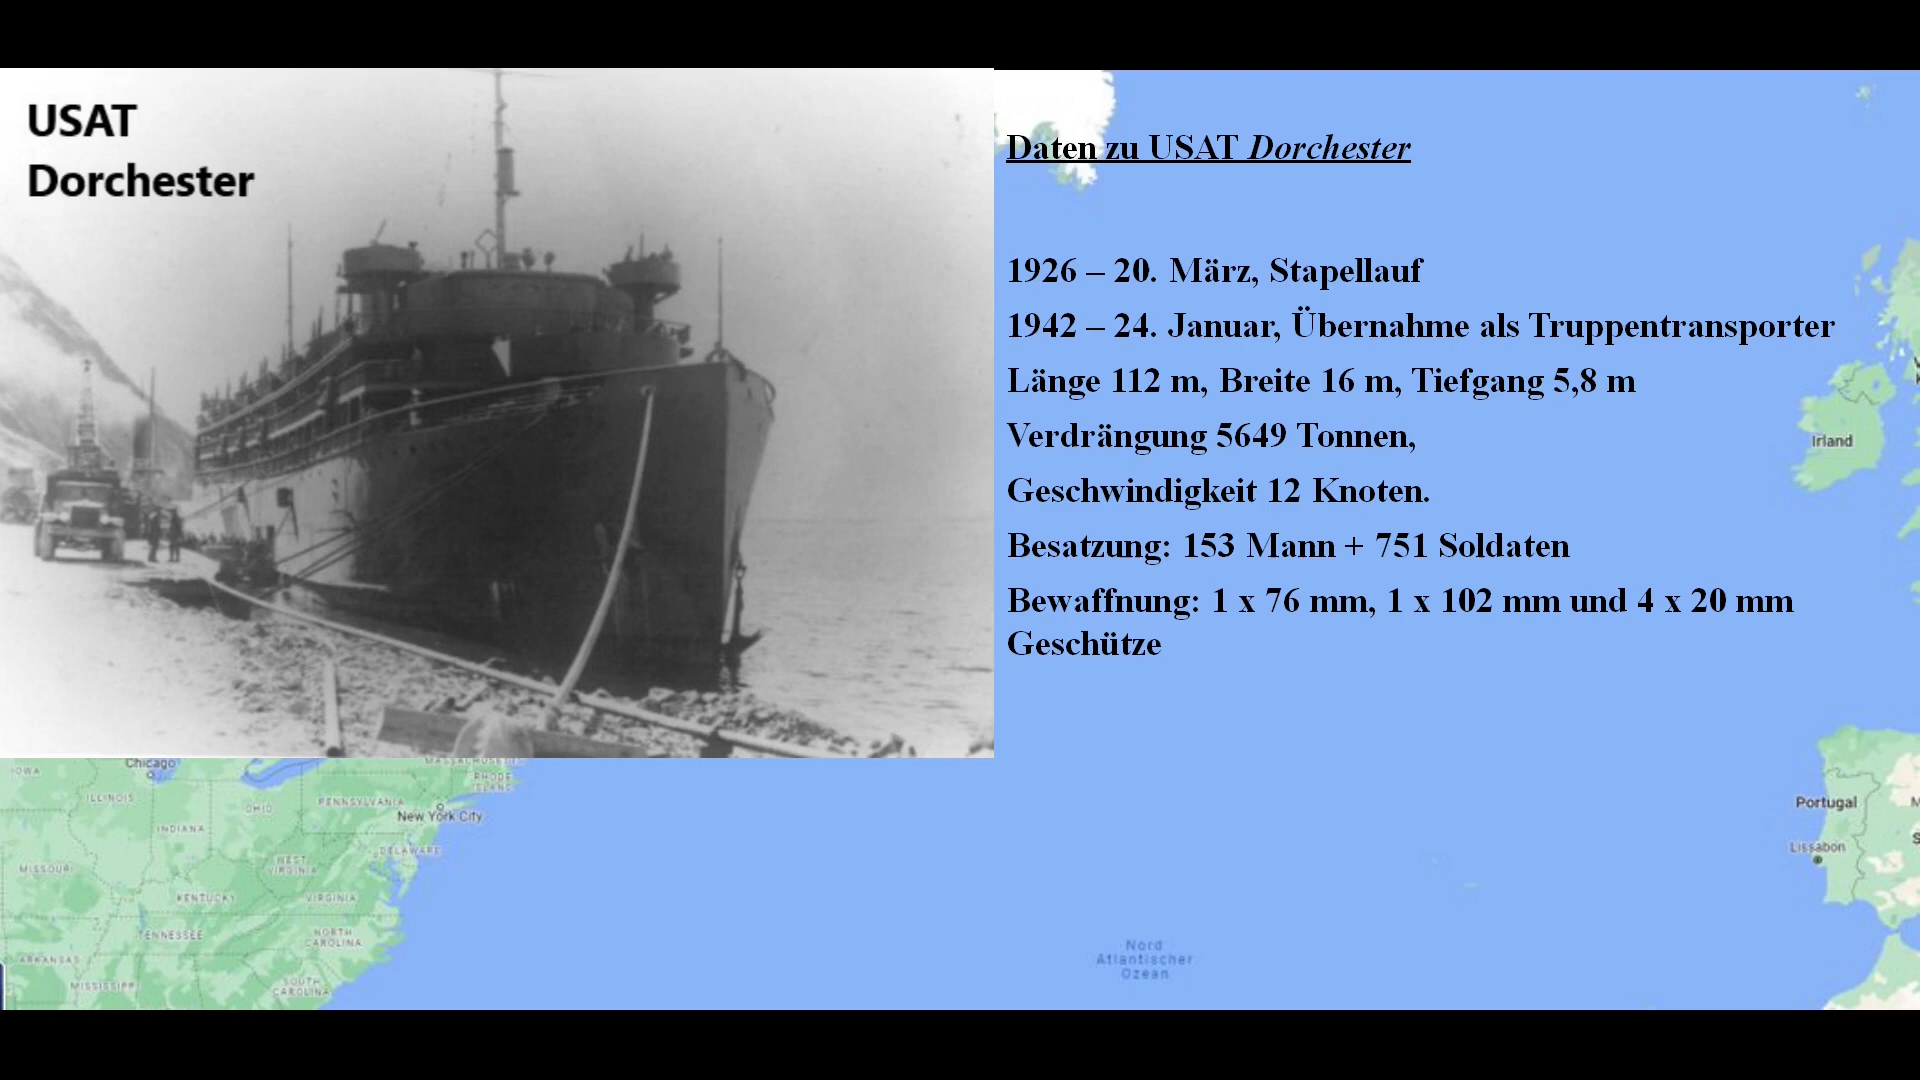 USAT
Dorchester
Daten zu USAT Dorchester
1926 – 20. März, Stapellauf
1942 – 24. Januar, Übernahme als Truppentransporter
Länge 112 m, Breite 16 m, Tiefgang 5,8 m
Verdrängung 5649 Tonnen,
Geschwindigkeit 12 Knoten.
Besatzung: 153 Mann + 751 Soldaten
Bewaffnung: 1 x 76 mm, 1 x 102 mm und 4 x 20 mm
Geschütze
Irland
Portugal
Lissabon
Nord
Atlantischer
Ozean
IOWA
Chicago
MASSACHUSETTS
RHODE
ISLAND
ILLINOIS
OHIO
PENNSYLVANIA
New York City
INDIANA
DELAWARE
MISSOURI
WEST
VIRGINIA
KENTUCKY
VIRGINIA
TENNESSEE
NORTH
CAROLINA
ARKANSAS
MISSISSIPPI
SOUTH
CAROLINA